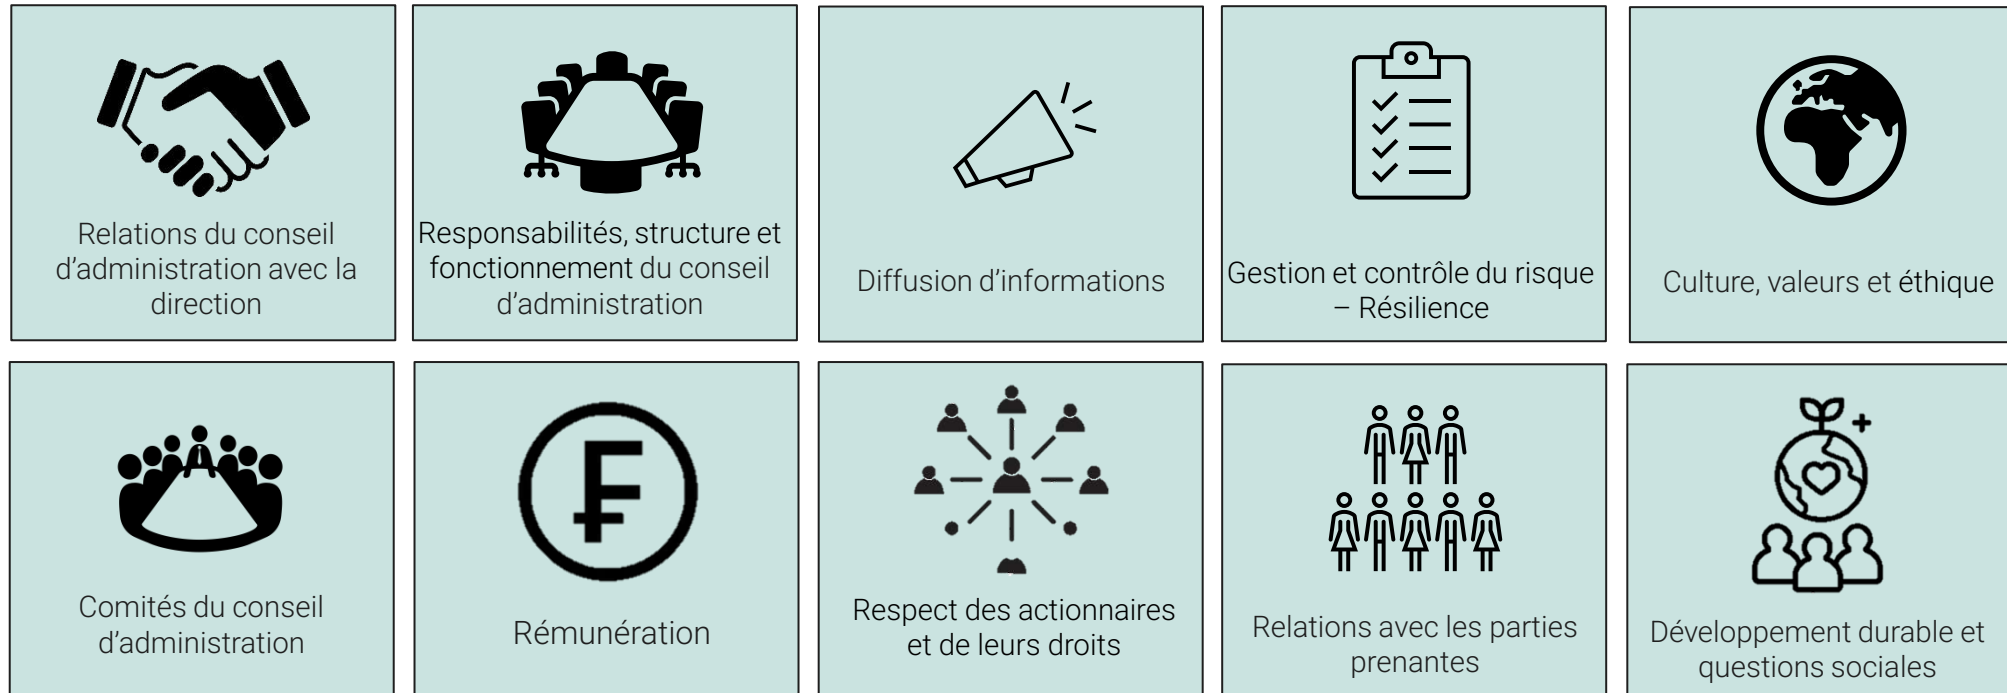 Relations du conseil
d’administration avec la
direction
Responsabilités, structure et
fonctionnement du conseil
d’administration
Diffusion d’informations
Gestion et contrôle du risque
– Résilience
Culture, valeurs et éthique
Comités du conseil
d’administration
Rémunération
Respect des actionnaires
et de leurs droits
Relations avec les parties
prenantes
Développement durable et
questions sociales